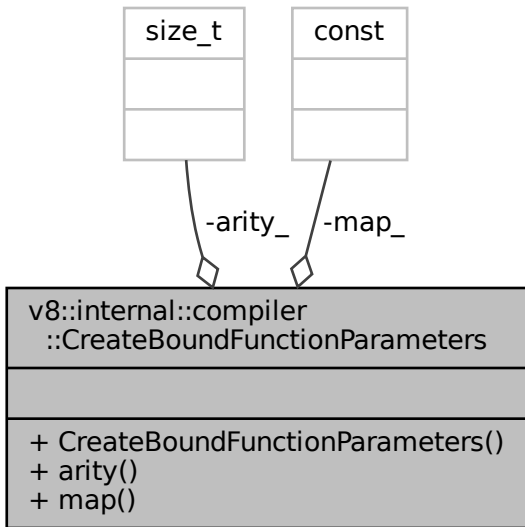 size_t
const
-arity_
-map_
v8::internal::compiler
::CreateBoundFunctionParameters
+ CreateBoundFunctionParameters()
+ arity()
+ map()